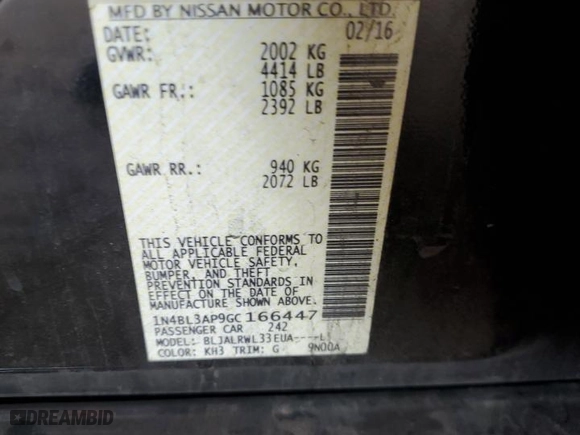 MFD BY NISSAN MOTOR CO., LTD.
DATE: 02/16
GVWR: 2002 KG
4414 LB
GAWR FR.: 1085 KG
2392 LB
GAWR RR.: 940 KG
2072 LB
THIS VEHICLE CONFORMS TO
ALL APPLICABLE FEDERAL
MOTOR VEHICLE SAFETY,
BUMPER, AND THEFT
PREVENTION STANDARDS IN
EFFECT ON THE DATE OF
MANUFACTURE SHOWN ABOVE.
1N4BL3AP9GC166447
PASSENGER CAR 242
MODEL: BLJALRWL33EUA----L
COLOR: KH3 TRIM: G 9N00A
DREAMBID